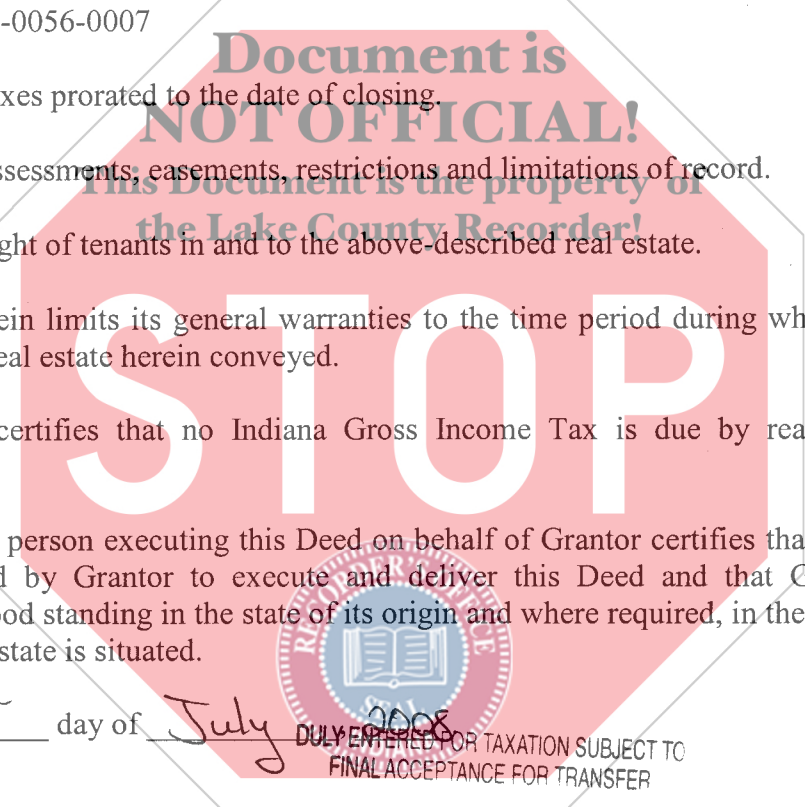 -0056-0007
Document is
xes prorated to the date of closing.
NOT OFFICIAL!
ssessments, easements, restrictions and limitations of record.
This Document is the property of
the Lake County Recorder!
ght of tenants in and to the above-described real estate.
STOP
ein limits its general warranties to the time period during wh
eal estate herein conveyed.
certifies that no Indiana Gross Income Tax is due by rea
person executing this Deed on behalf of Grantor certifies tha
d by Grantor to execute and deliver this Deed and that G
od standing in the state of its origin and where required, in the
state is situated.
RECORDER OFFICE
SEAL
day of July 2008
DULY ENTERED FOR TAXATION SUBJECT TO
FINAL ACCEPTANCE FOR TRANSFER